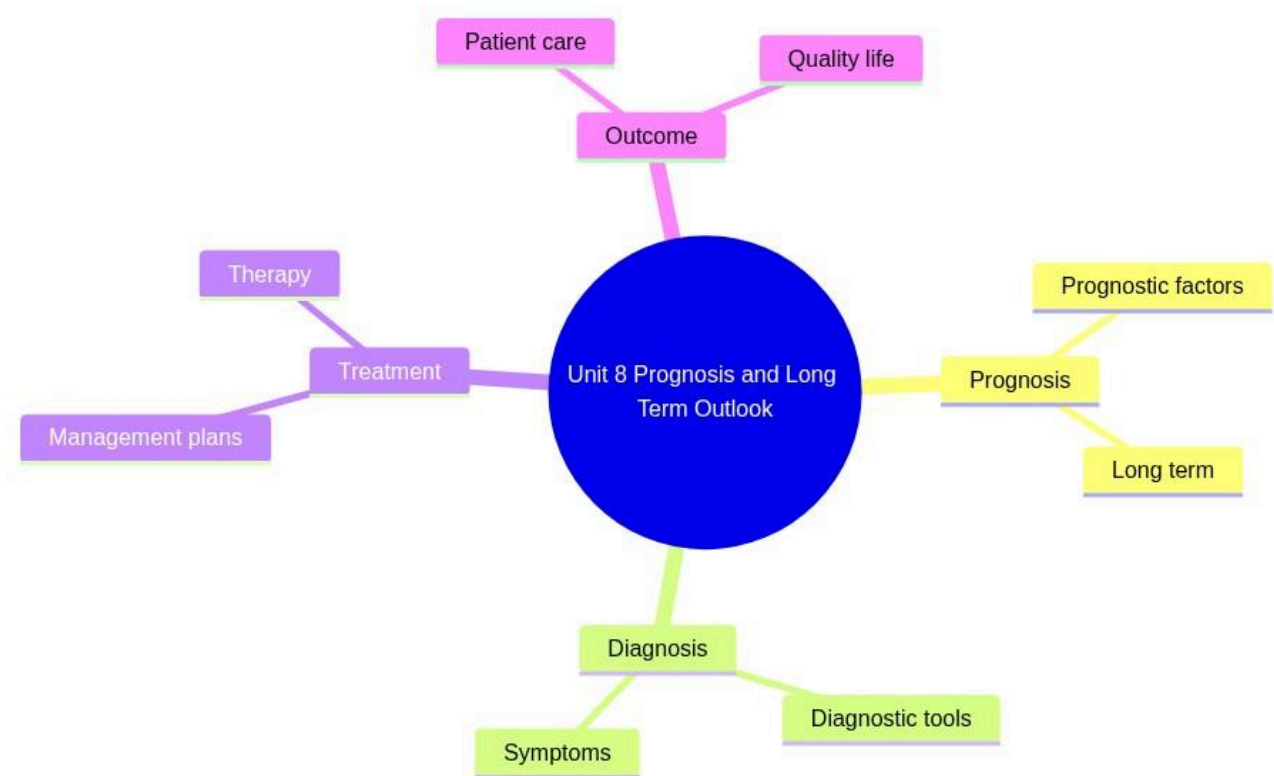 Patient care
Quality life
Outcome
Therapy
Treatment
Management plans
Unit 8 Prognosis and Long
Term Outlook
Prognostic factors
Prognosis
Long term
Diagnosis
Diagnostic tools
Symptoms